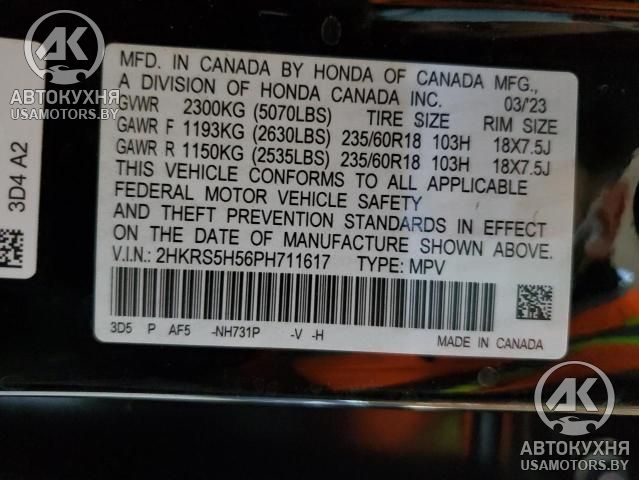 MFD. IN CANADA BY HONDA OF CANADA MFG.,
A DIVISION OF HONDA CANADA INC. 03/'23
GVWR 2300KG (5070LBS) TIRE SIZE RIM SIZE
GAWR F 1193KG (2630LBS) 235/60R18 103H 18X7.5J
GAWR R 1150KG (2535LBS) 235/60R18 103H 18X7.5J
THIS VEHICLE CONFORMS TO ALL APPLICABLE
FEDERAL MOTOR VEHICLE SAFETY
AND THEFT PREVENTION STANDARDS IN EFFECT
ON THE DATE OF MANUFACTURE SHOWN ABOVE.
V.I.N.: 2HKRS5H56PH711617 TYPE: MPV
3D5 P AF5 -NH731P -V -H
MADE IN CANADA
3D4 A2
АК
АВТОКУХНЯ
USAMOTORS.BY
АК
АВТОКУХНЯ
USAMOTORS.BY